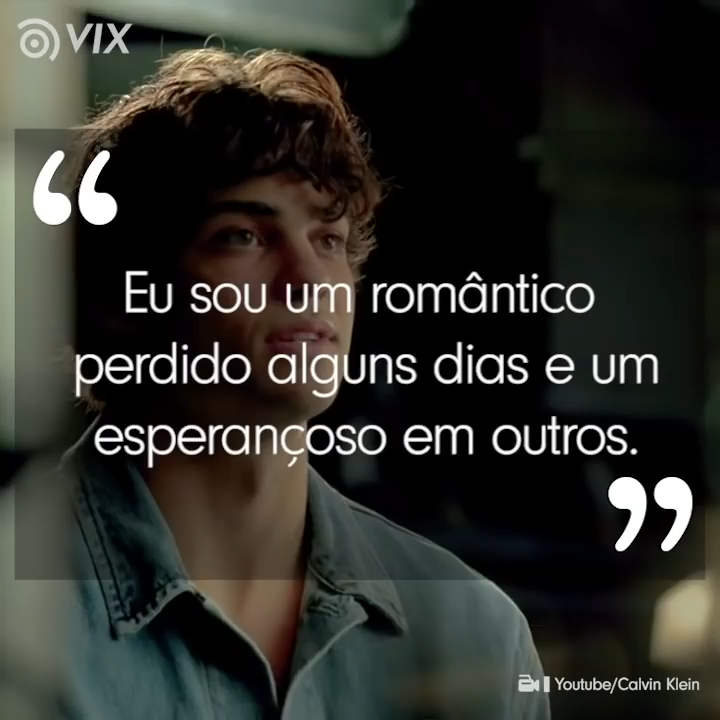 VIX
“
Eu sou um romântico
perdido alguns dias e um
esperançoso em outros.
”
Youtube/Calvin Klein